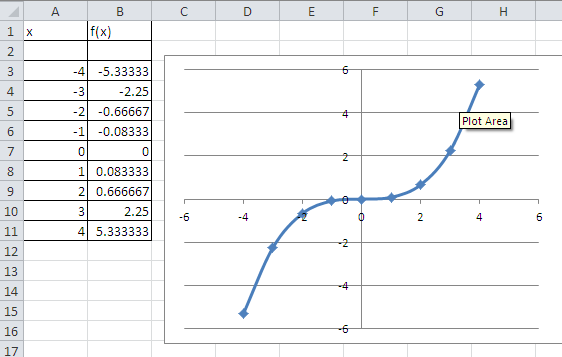 A B C D E F G H
1 x f(x)
2
3 -4 -5.33333
4 -3 -2.25
5 -2 -0.66667
6 -1 -0.08333
7 0 0
8 1 0.083333
9 2 0.666667
10 3 2.25
11 4 5.333333
12
13
14
15
16
17
6
4
Plot Area
2
0
-6 -4 -2 0 2 4 6
-2
-4
-6